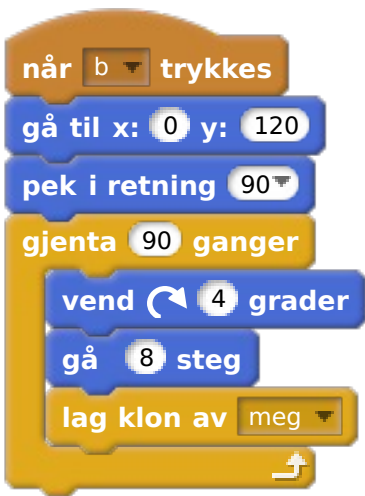 når b trykkes
gå til x: 0 y: 120
pek i retning 90
gjenta 90 ganger
vend 4 grader
gå 8 steg
lag klon av meg